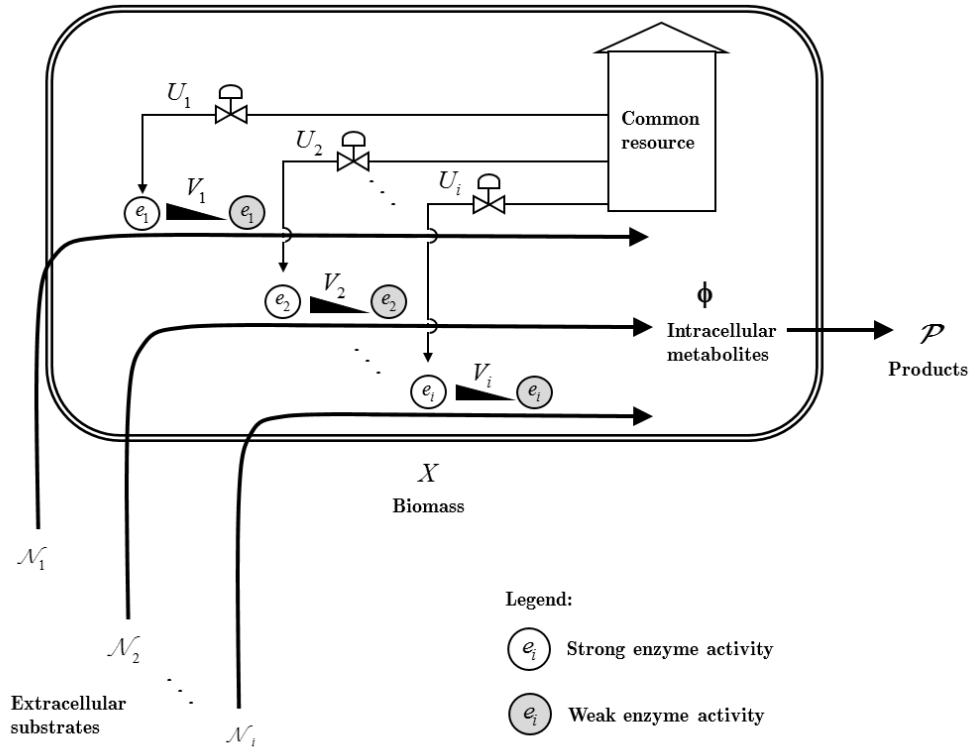 Common
resource
U₁
U₂
Uᵢ
V₁
e₁
e₁
V₂
e₂
e₂
Vᵢ
eᵢ
eᵢ
ϕ
Intracellular
metabolites
𝒫
Products
X
Biomass
𝒩₁
𝒩₂
𝒩ᵢ
Extracellular
substrates
Legend:
eᵢ Strong enzyme activity
eᵢ Weak enzyme activity